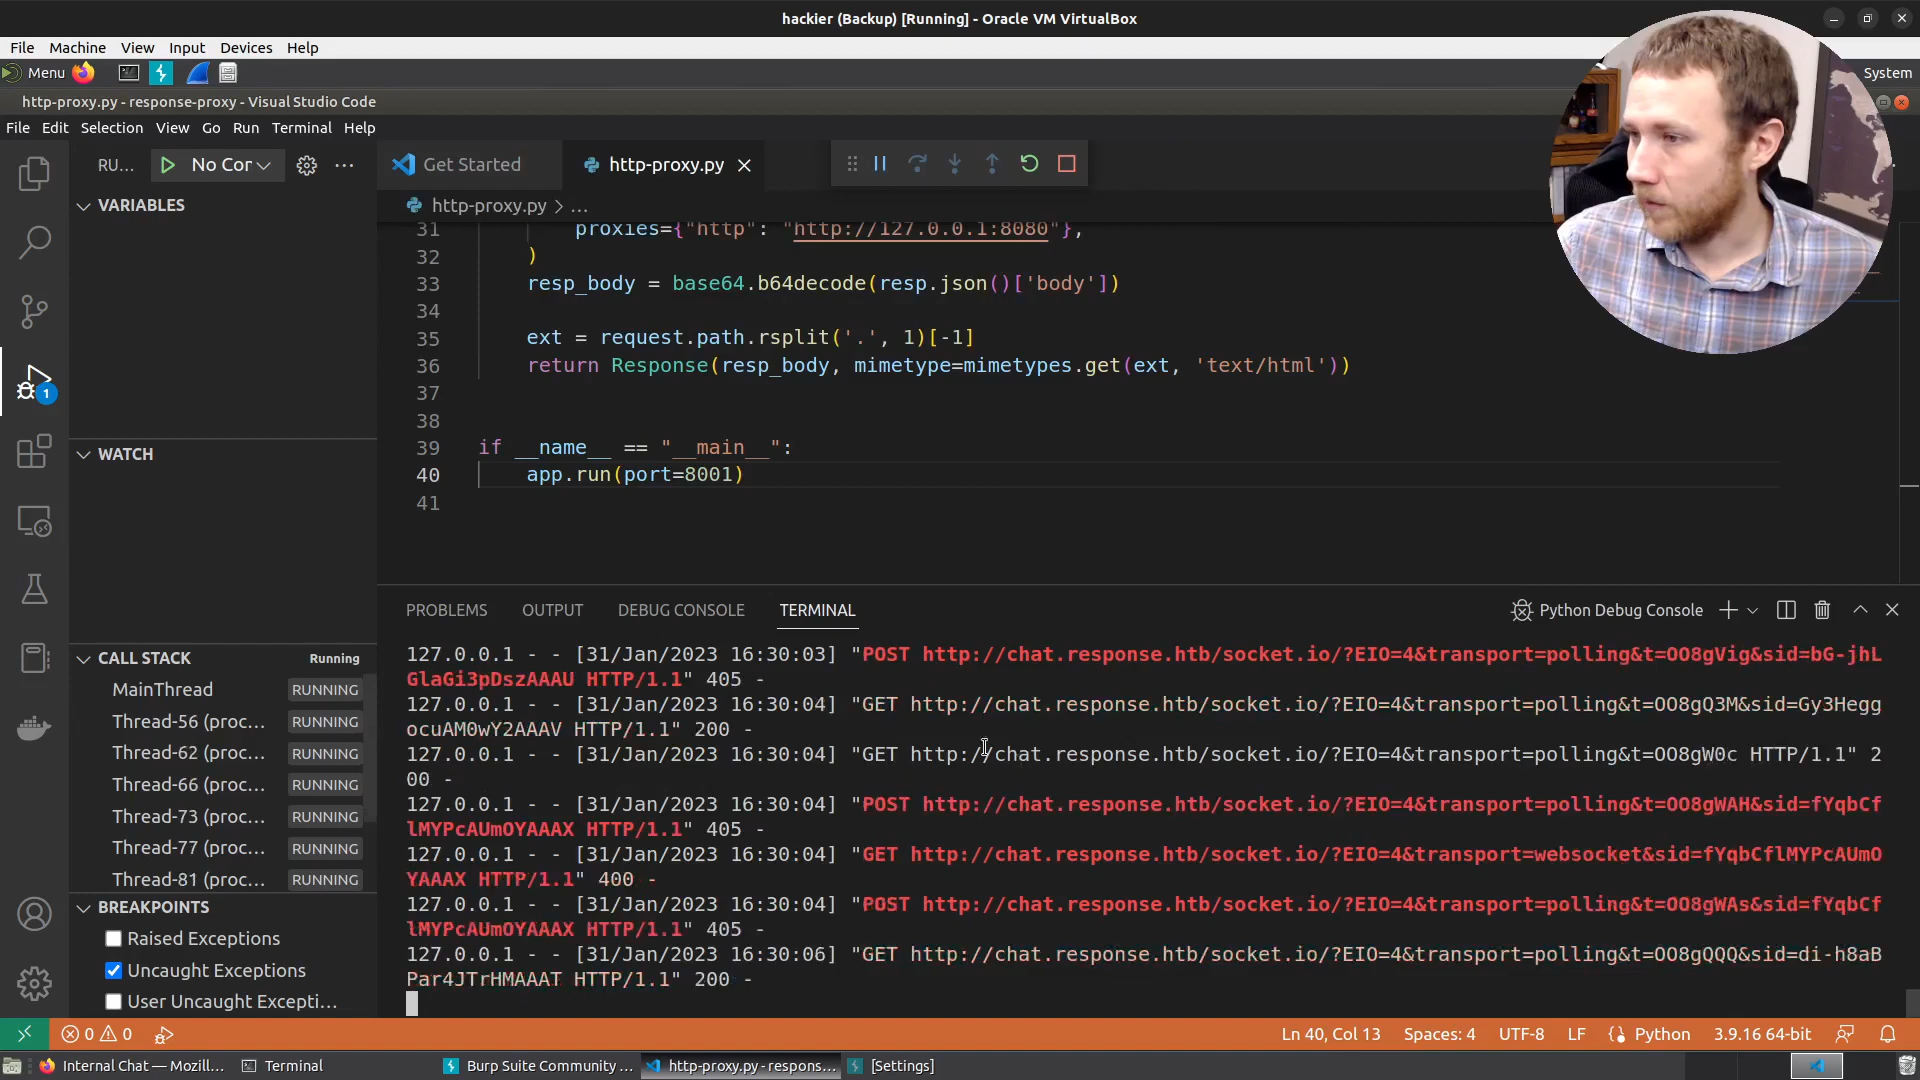 hackier (Backup) [Running] - Oracle VM VirtualBox
File Machine View Input Devices Help
Menu System
http-proxy.py - response-proxy - Visual Studio Code
File Edit Selection View Go Run Terminal Help
RU... No Cor Get Started http-proxy.py
VARIABLES
http-proxy.py > ...
31 proxies={"http": "http://127.0.0.1:8080"},
32 )
33 resp_body = base64.b64decode(resp.json()['body'])
34
35 ext = request.path.rsplit('.', 1)[-1]
36 return Response(resp_body, mimetype=mimetypes.get(ext, 'text/html'))
37
38
39 if __name__ == "__main__":
40 app.run(port=8001)
41
WATCH
CALL STACK Running
MainThread RUNNING
Thread-56 (proc... RUNNING
Thread-62 (proc... RUNNING
Thread-66 (proc... RUNNING
Thread-73 (proc... RUNNING
Thread-77 (proc... RUNNING
Thread-81 (proc... RUNNING
BREAKPOINTS
Raised Exceptions
Uncaught Exceptions
User Uncaught Excepti...
1
PROBLEMS OUTPUT DEBUG CONSOLE TERMINAL Python Debug Console
127.0.0.1 - - [31/Jan/2023 16:30:03] "POST http://chat.response.htb/socket.io/?EIO=4&transport=polling&t=OO8gVig&sid=bG-jhL
GlaGi3pDszAAAU HTTP/1.1" 405 -
127.0.0.1 - - [31/Jan/2023 16:30:04] "GET http://chat.response.htb/socket.io/?EIO=4&transport=polling&t=OO8gQ3M&sid=Gy3Hegg
ocuAM0wY2AAAV HTTP/1.1" 200 -
127.0.0.1 - - [31/Jan/2023 16:30:04] "GET http://chat.response.htb/socket.io/?EIO=4&transport=polling&t=OO8gW0c HTTP/1.1" 2
00 -
127.0.0.1 - - [31/Jan/2023 16:30:04] "POST http://chat.response.htb/socket.io/?EIO=4&transport=polling&t=OO8gWAH&sid=fYqbCf
lMYPcAUmOYAAAX HTTP/1.1" 405 -
127.0.0.1 - - [31/Jan/2023 16:30:04] "GET http://chat.response.htb/socket.io/?EIO=4&transport=websocket&sid=fYqbCflMYPcAUmO
YAAAX HTTP/1.1" 400 -
127.0.0.1 - - [31/Jan/2023 16:30:04] "POST http://chat.response.htb/socket.io/?EIO=4&transport=polling&t=OO8gWAs&sid=fYqbCf
lMYPcAUmOYAAAX HTTP/1.1" 405 -
127.0.0.1 - - [31/Jan/2023 16:30:06] "GET http://chat.response.htb/socket.io/?EIO=4&transport=polling&t=OO8gQQQ&sid=di-h8aB
Par4JTrHMAAAT HTTP/1.1" 200 -
0 0 Ln 40, Col 13 Spaces: 4 UTF-8 LF Python 3.9.16 64-bit
Internal Chat — Mozill... Terminal Burp Suite Community ... http-proxy.py - respons... [Settings]